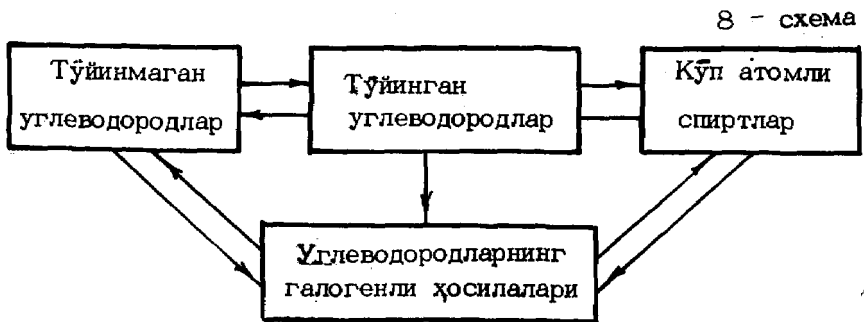 8 - схема
Тўйинмаган
углеводородлар
Тўйинган
углеводородлар
Кўп атомли
спиртлар
Углеводородларнинг
галогенли ҳосилалари